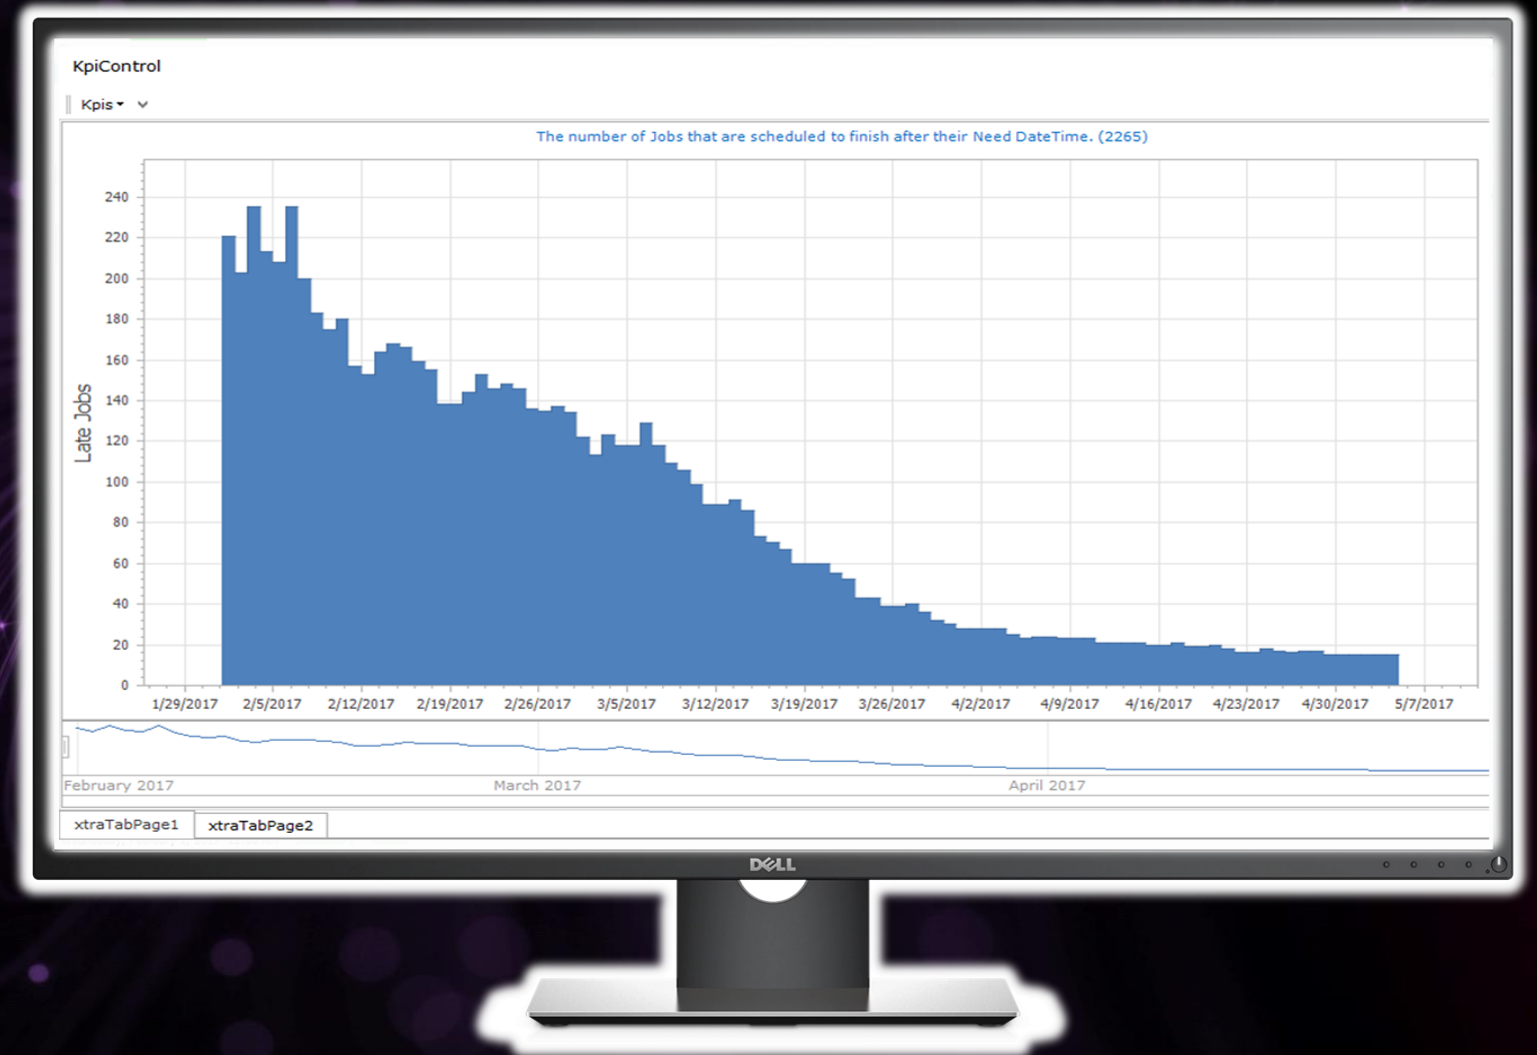 KpiControl
Kpis
The number of Jobs that are scheduled to finish after their Need DateTime. (2265)
240
220
200
180
160
140
120
100
80
60
40
20
0
Late Jobs
1/29/2017 2/5/2017 2/12/2017 2/19/2017 2/26/2017 3/5/2017 3/12/2017 3/19/2017 3/26/2017 4/2/2017 4/9/2017 4/16/2017 4/23/2017 4/30/2017 5/7/2017
February 2017 March 2017 April 2017
xtraTabPage1 xtraTabPage2
DELL